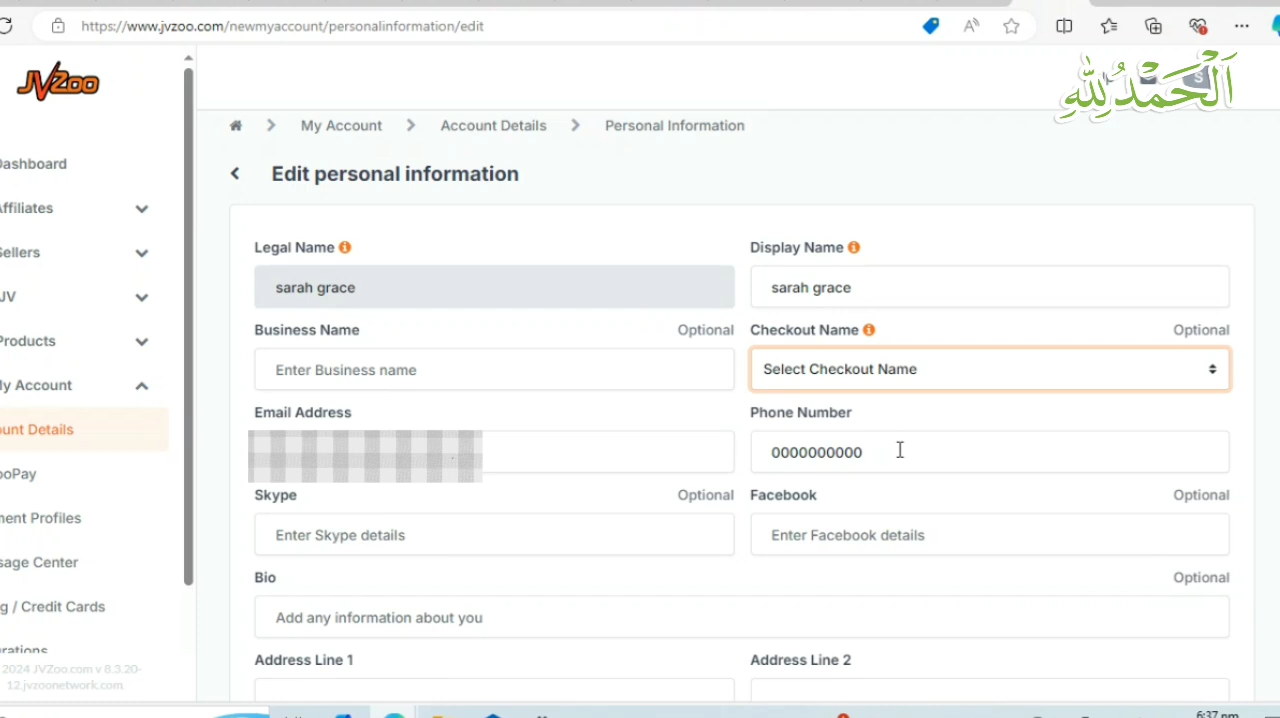 https://www.jvzoo.com/newmyaccount/personalinformation/edit
JVZoo
اَلْحَمْدُ لِلّٰهِ
S
My Account
Account Details
Personal Information
Dashboard
Edit personal information
Affiliates
Sellers
JV
Products
My Account
unt Details
ooPay
ment Profiles
sage Center
g / Credit Cards
Legal Name
Display Name
sarah grace
sarah grace
Business Name Optional
Checkout Name Optional
Enter Business name
Select Checkout Name
Email Address
Phone Number
0000000000
Skype Optional
Facebook Optional
Enter Skype details
Enter Facebook details
Bio Optional
Add any information about you
Address Line 1
Address Line 2
2024 JVZoo.com v 8.3.20-
12.jvzoonetwork.com
6:37 pm